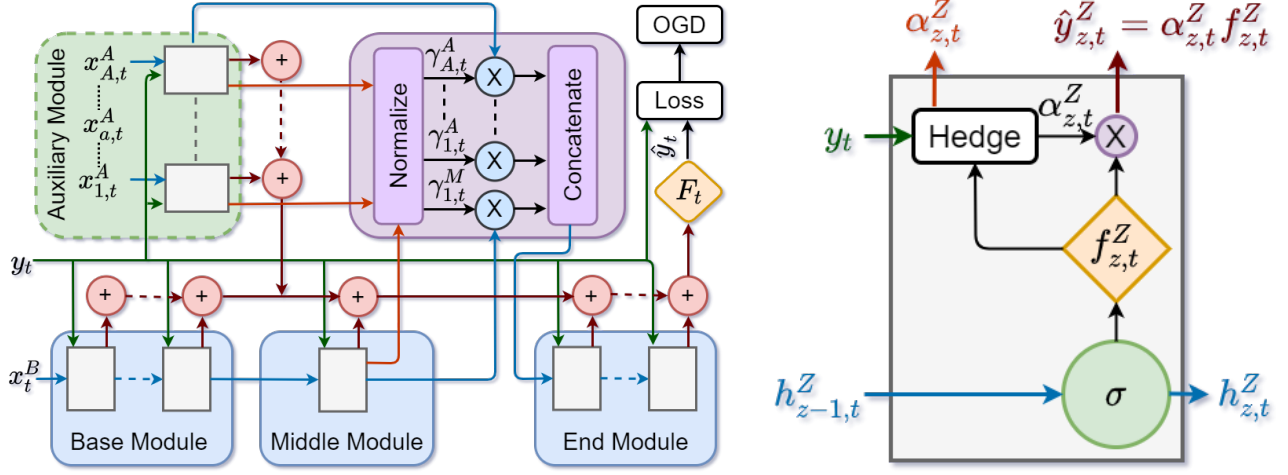 Auxiliary Module
x^A_{A,t}
x^A_{a,t}
x^A_{1,t}
+
+
Normalize
γ^A_{A,t}
γ^A_{1,t}
γ^M_{1,t}
X
X
X
Concatenate
OGD
Loss
ŷ_t
F_t
y_t
+
+
+
+
+
x^B_t
Base Module
Middle Module
End Module
α^Z_{z,t}
ŷ^Z_{z,t} = α^Z_{z,t} f^Z_{z,t}
y_t
Hedge
α^Z_{z,t}
X
f^Z_{z,t}
h^Z_{z-1,t}
σ
h^Z_{z,t}